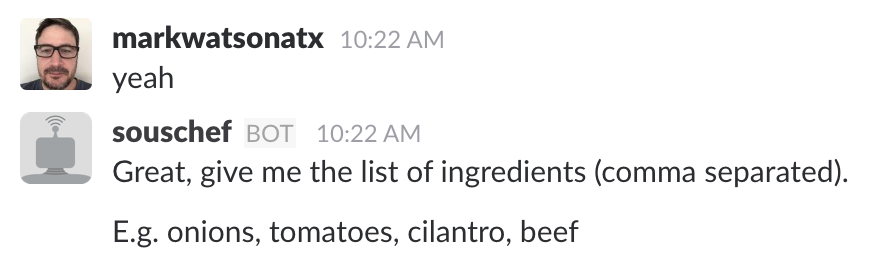 markwatsonatx 10:22 AM
yeah
souschef BOT 10:22 AM
Great, give me the list of ingredients (comma separated).
E.g. onions, tomatoes, cilantro, beef